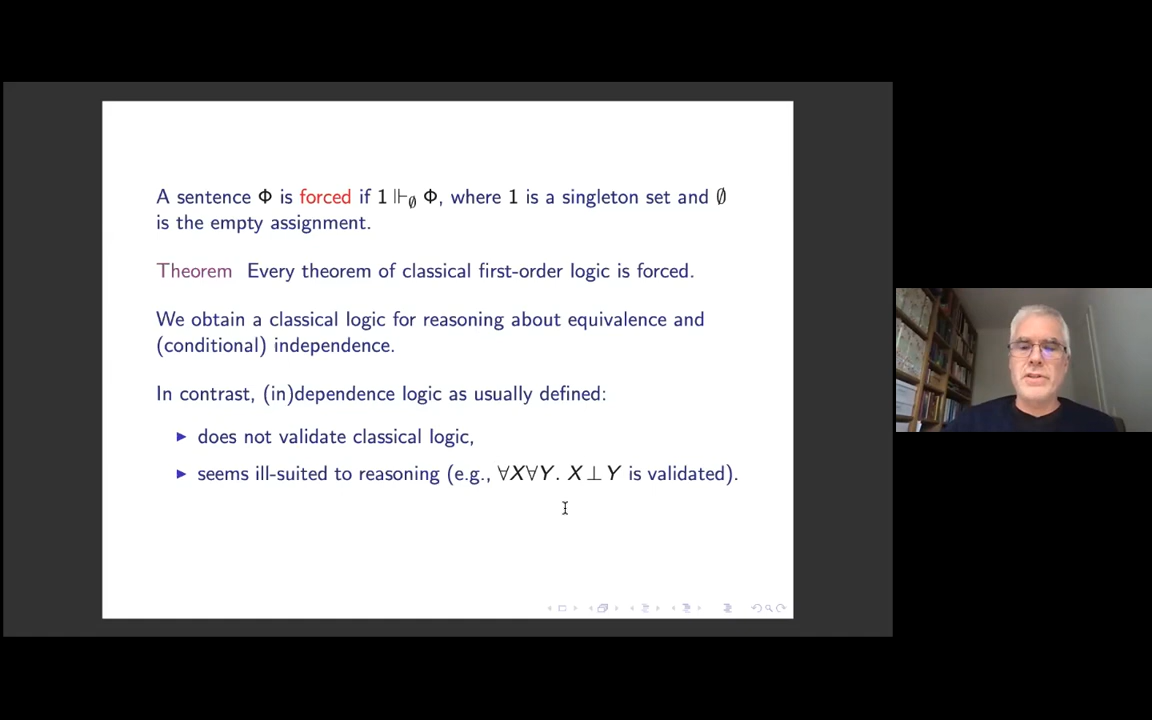 A sentence Φ is forced if 1 ⊩∅ Φ, where 1 is a singleton set and ∅
is the empty assignment.
Theorem Every theorem of classical first-order logic is forced.
We obtain a classical logic for reasoning about equivalence and
(conditional) independence.
In contrast, (in)dependence logic as usually defined:
▶ does not validate classical logic,
▶ seems ill-suited to reasoning (e.g., ∀X∀Y. X ⊥ Y is validated).